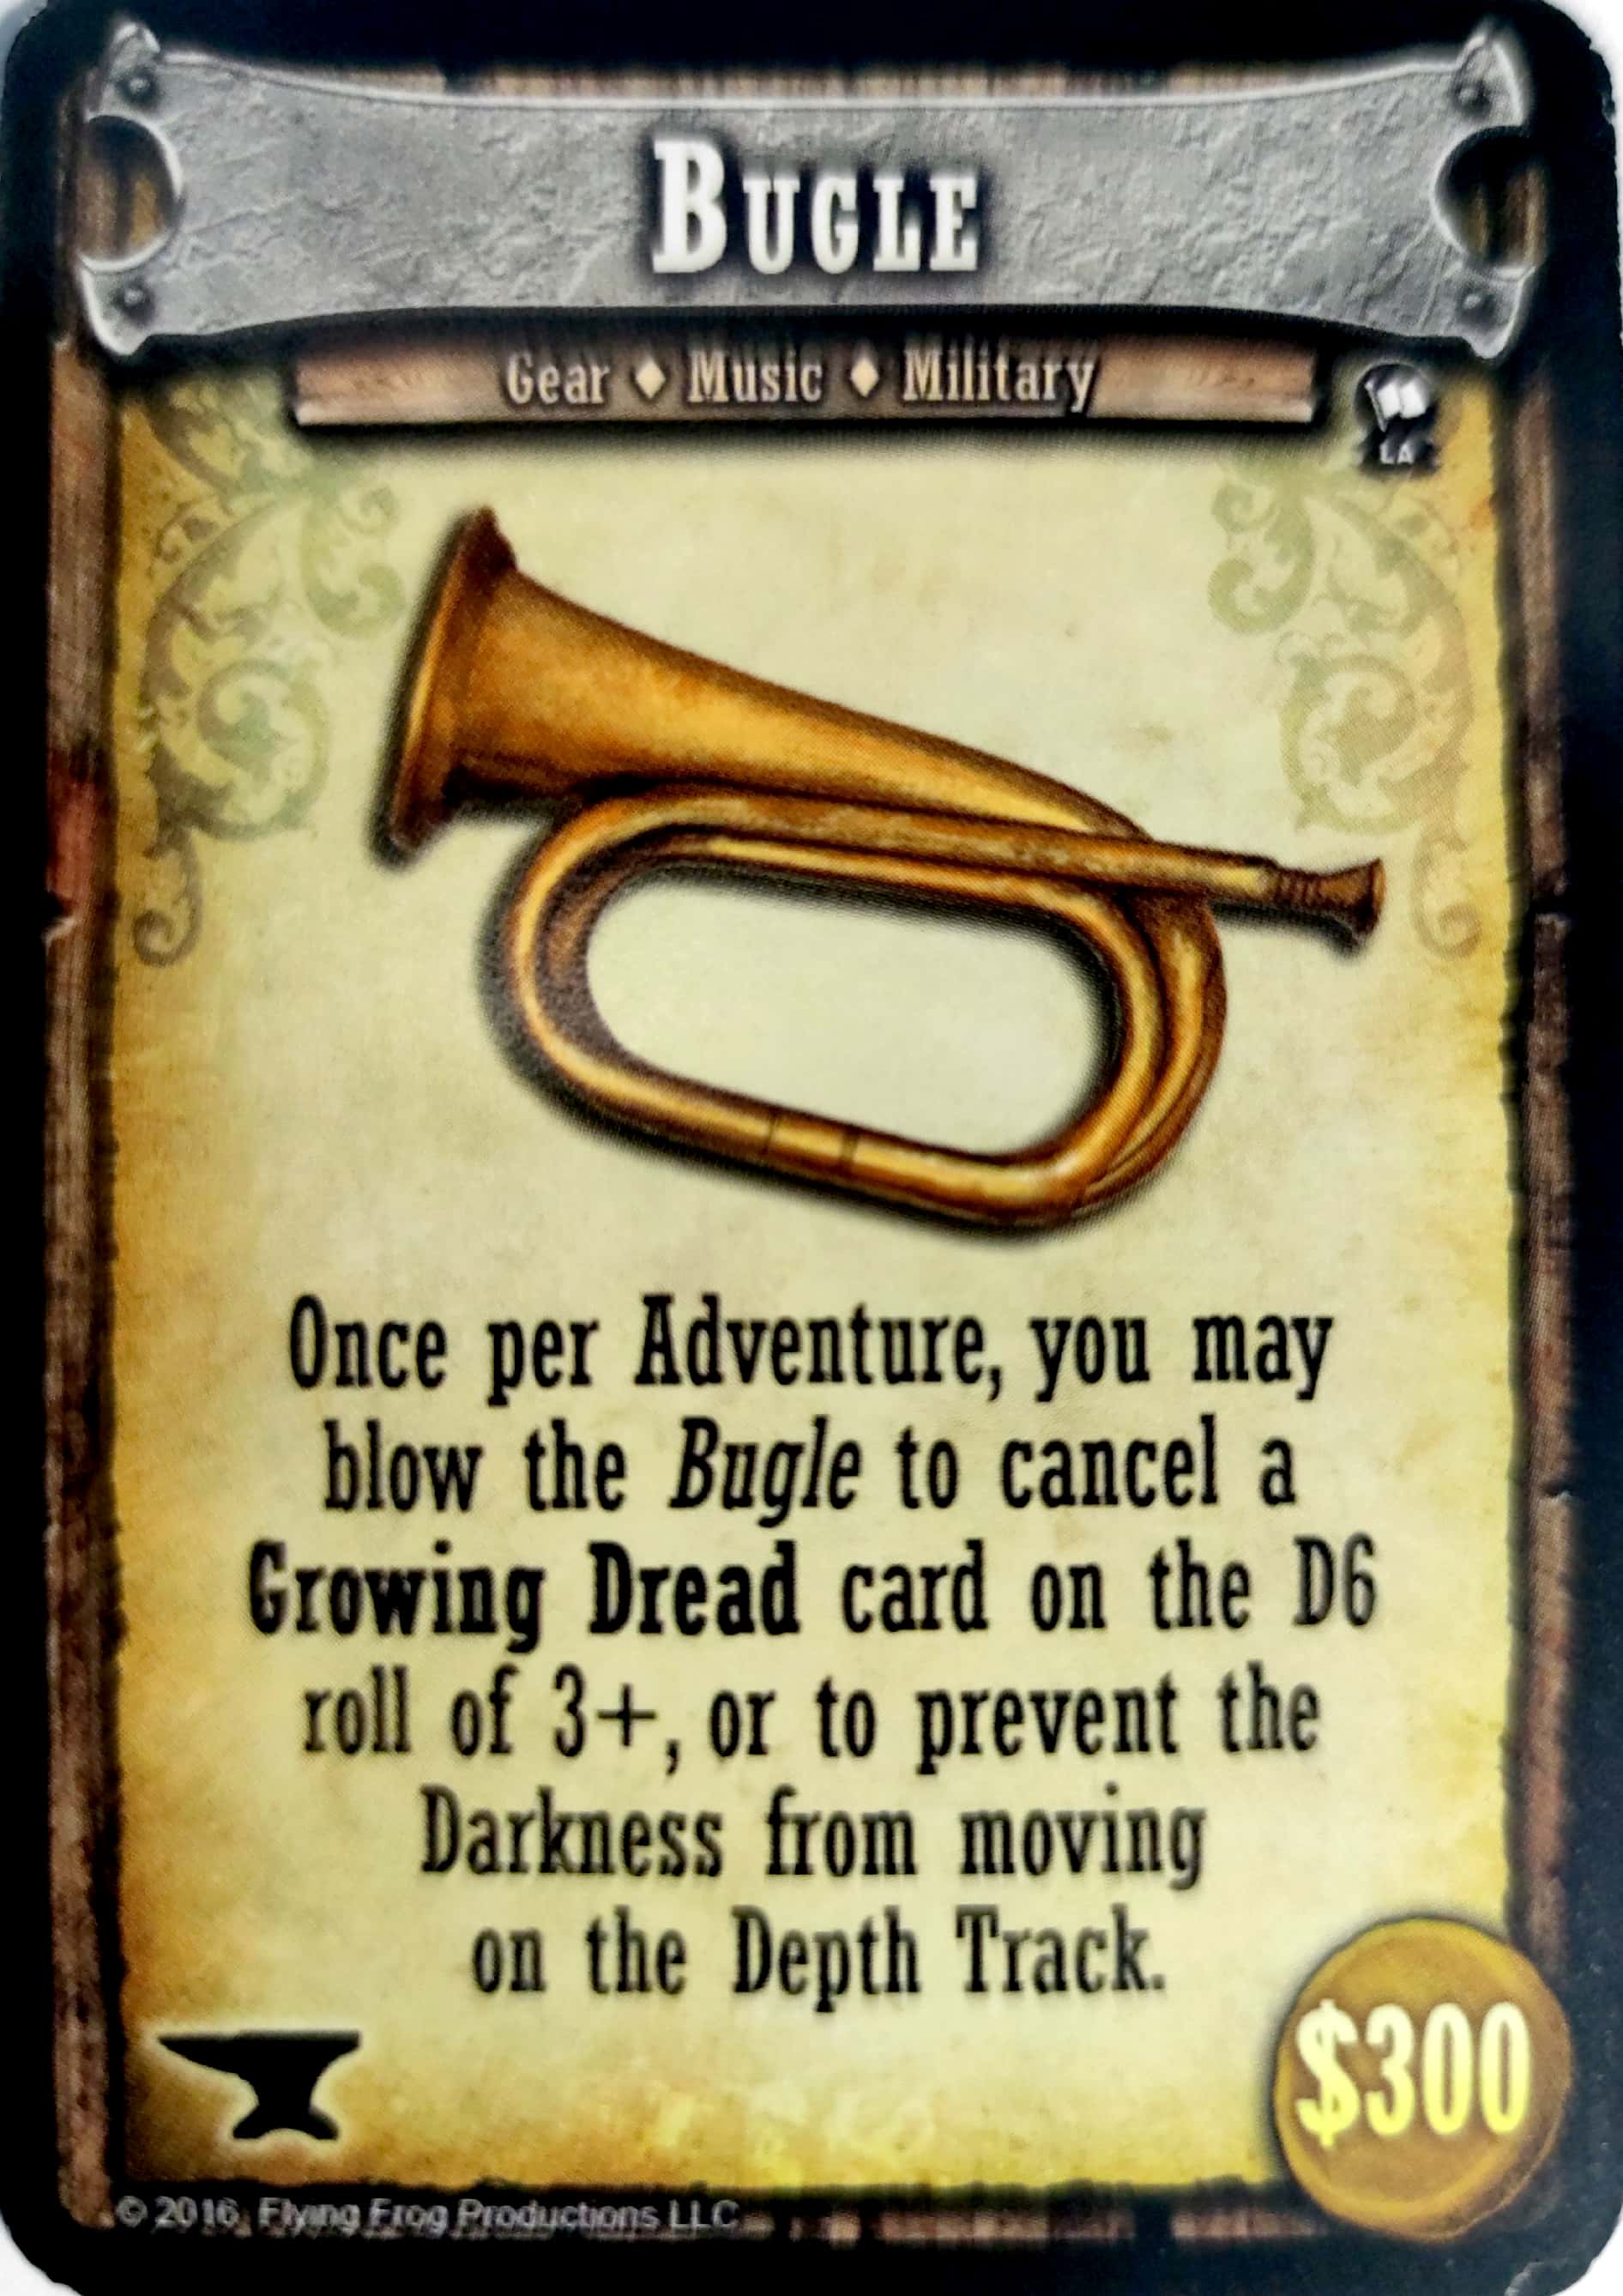 BUGLE
Gear ♦ Music ♦ Military
LA
Once per Adventure, you may
blow the Bugle to cancel a
Growing Dread card on the D6
roll of 3+, or to prevent the
Darkness from moving
on the Depth Track.
$300
© 2016, Flying Frog Productions LLC